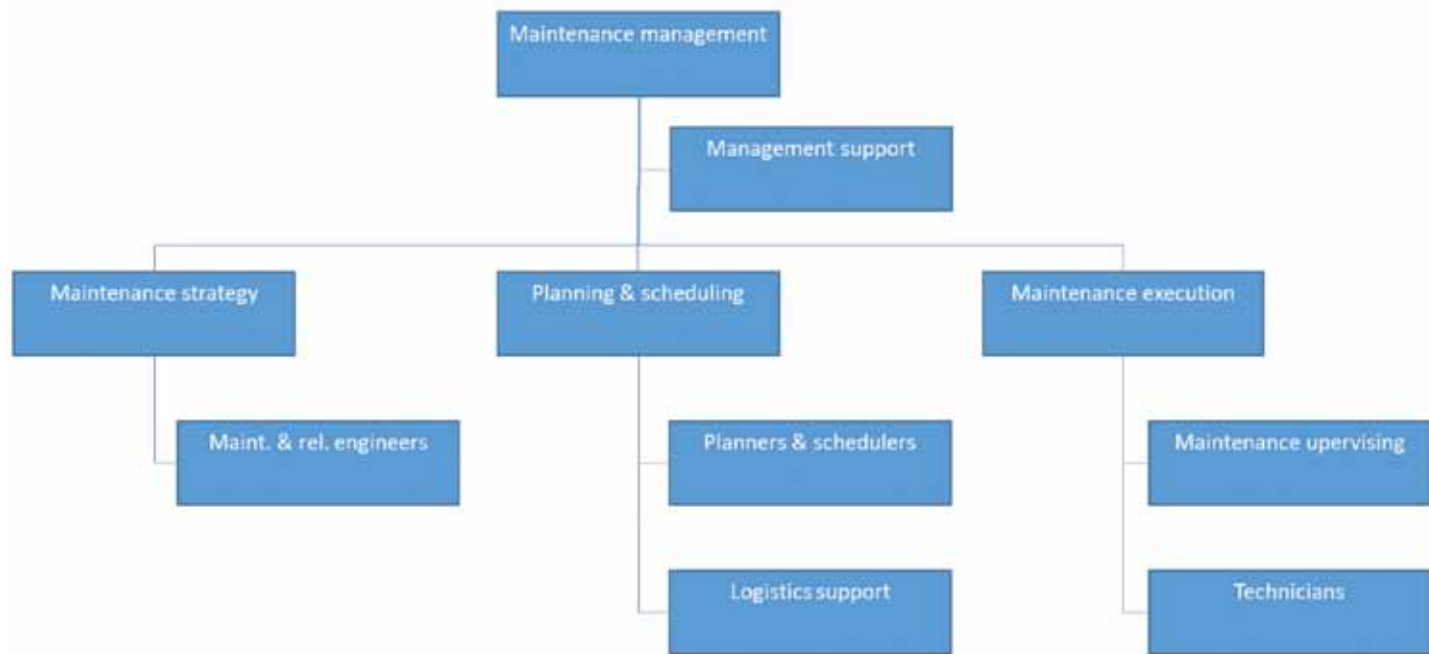 Maintenance management
Management support
Maintenance strategy
Planning & scheduling
Maintenance execution
Maint. & rel. engineers
Planners & schedulers
Maintenance upervising
Logistics support
Technicians